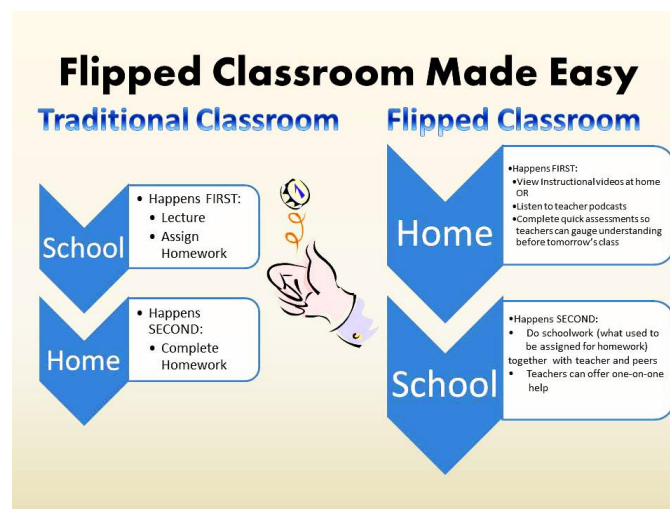 Flipped Classroom Made Easy
Traditional Classroom
School
• Happens FIRST:
• Lecture
• Assign
Homework
Home
• Happens
SECOND:
• Complete
Homework
Flipped Classroom
Home
•Happens FIRST:
•View Instructional videos at home
OR
•Listen to teacher podcasts
•Complete quick assessments so
teachers can gauge understanding
before tomorrow's class
School
•Happens SECOND:
• Do schoolwork (what used to
be assigned for homework)
together with teacher and peers
• Teachers can offer one-on-one
help